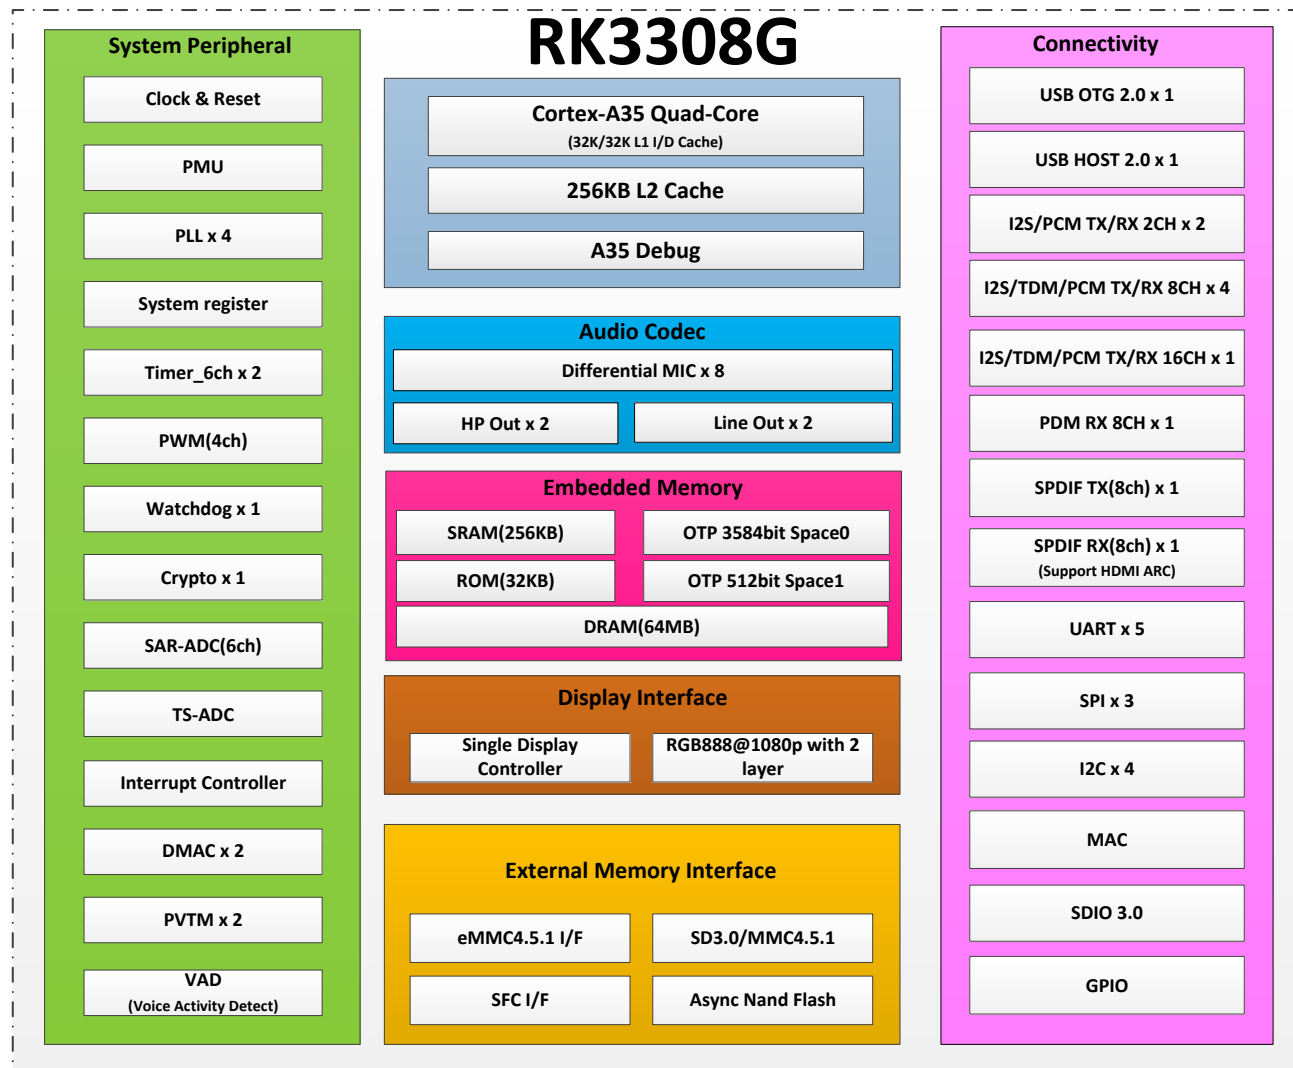 RK3308G
System Peripheral
Clock & Reset
PMU
PLL x 4
System register
Timer_6ch x 2
PWM(4ch)
Watchdog x 1
Crypto x 1
SAR-ADC(6ch)
TS-ADC
Interrupt Controller
DMAC x 2
PVTM x 2
VAD
(Voice Activity Detect)
Cortex-A35 Quad-Core
(32K/32K L1 I/D Cache)
256KB L2 Cache
A35 Debug
Audio Codec
Differential MIC x 8
HP Out x 2
Line Out x 2
Embedded Memory
SRAM(256KB)
OTP 3584bit Space0
ROM(32KB)
OTP 512bit Space1
DRAM(64MB)
Display Interface
Single Display
Controller
RGB888@1080p with 2
layer
External Memory Interface
eMMC4.5.1 I/F
SD3.0/MMC4.5.1
SFC I/F
Async Nand Flash
Connectivity
USB OTG 2.0 x 1
USB HOST 2.0 x 1
I2S/PCM TX/RX 2CH x 2
I2S/TDM/PCM TX/RX 8CH x 4
I2S/TDM/PCM TX/RX 16CH x 1
PDM RX 8CH x 1
SPDIF TX(8ch) x 1
SPDIF RX(8ch) x 1
(Support HDMI ARC)
UART x 5
SPI x 3
I2C x 4
MAC
SDIO 3.0
GPIO